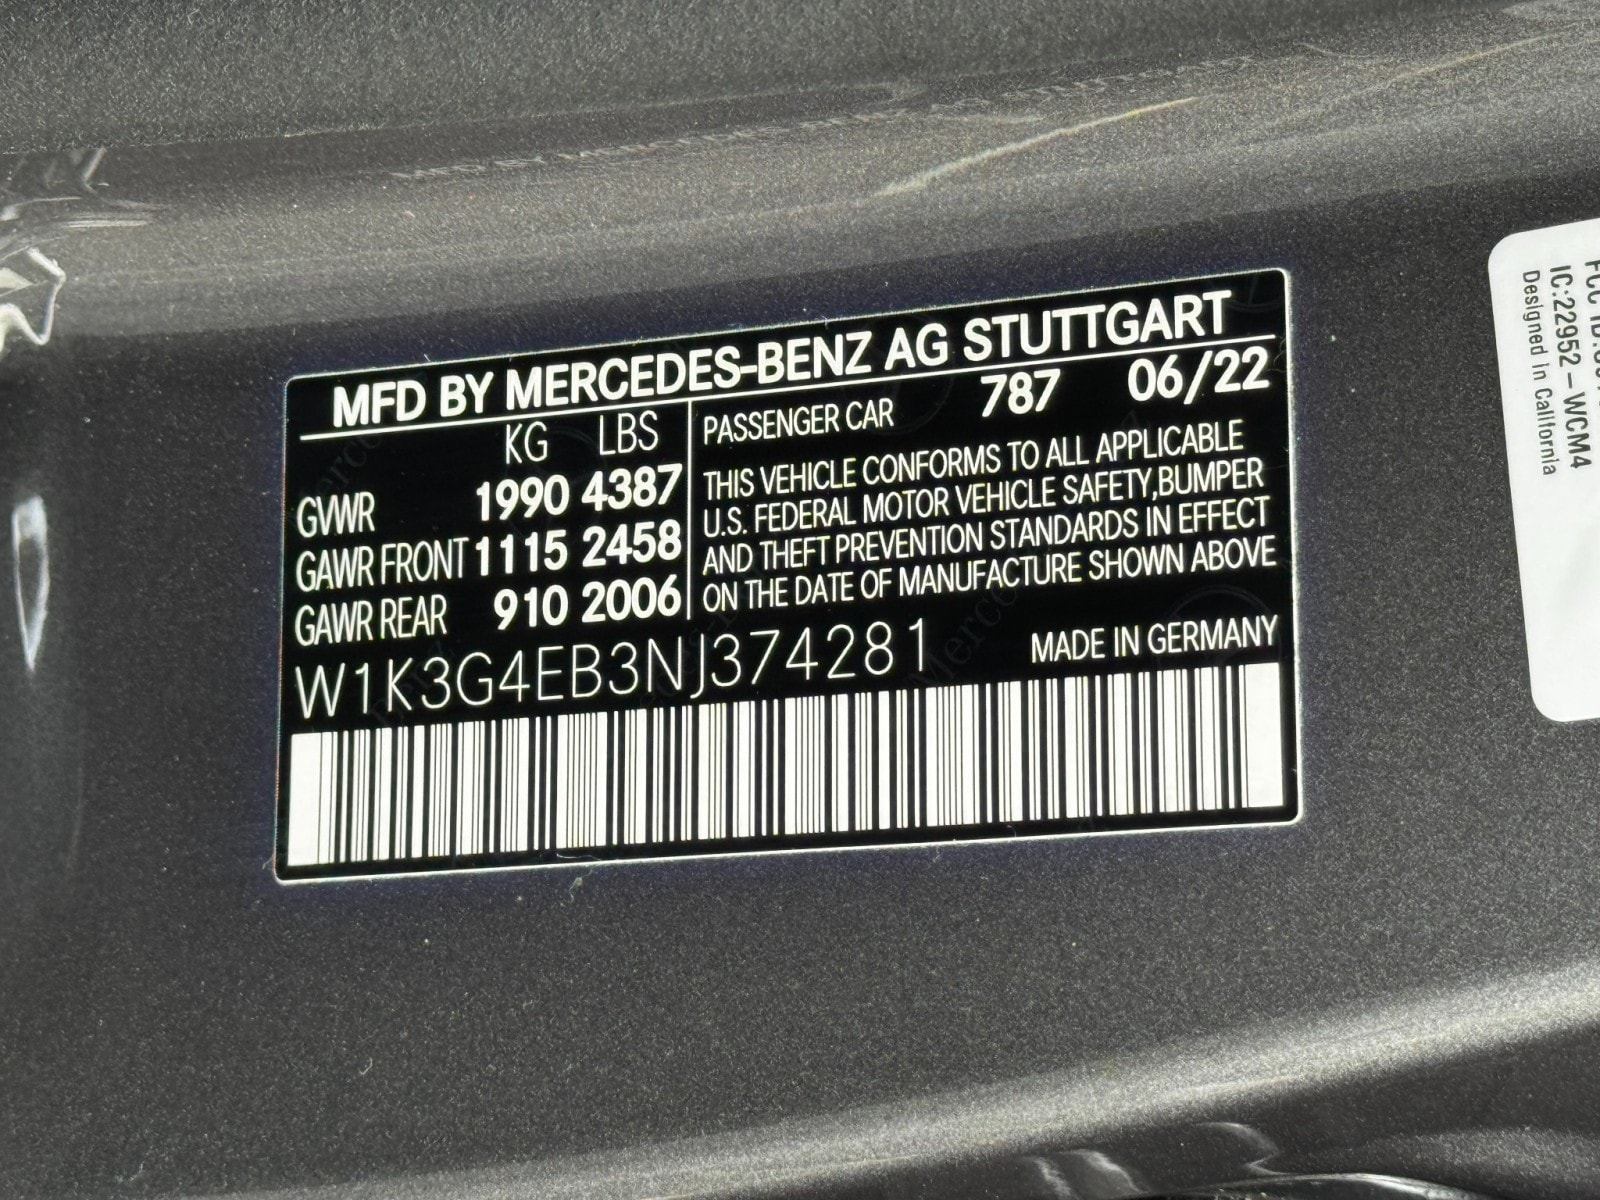 MFD BY MERCEDES-BENZ AG STUTTGART
KG LBS
GVWR 1990 4387
GAWR FRONT 1115 2458
GAWR REAR 910 2006
PASSENGER CAR 787 06/22
THIS VEHICLE CONFORMS TO ALL APPLICABLE
U.S. FEDERAL MOTOR VEHICLE SAFETY,BUMPER
AND THEFT PREVENTION STANDARDS IN EFFECT
ON THE DATE OF MANUFACTURE SHOWN ABOVE
W1K3G4EB3NJ374281
MADE IN GERMANY
FCC ID:
IC:22952-WCM4
Designed in California